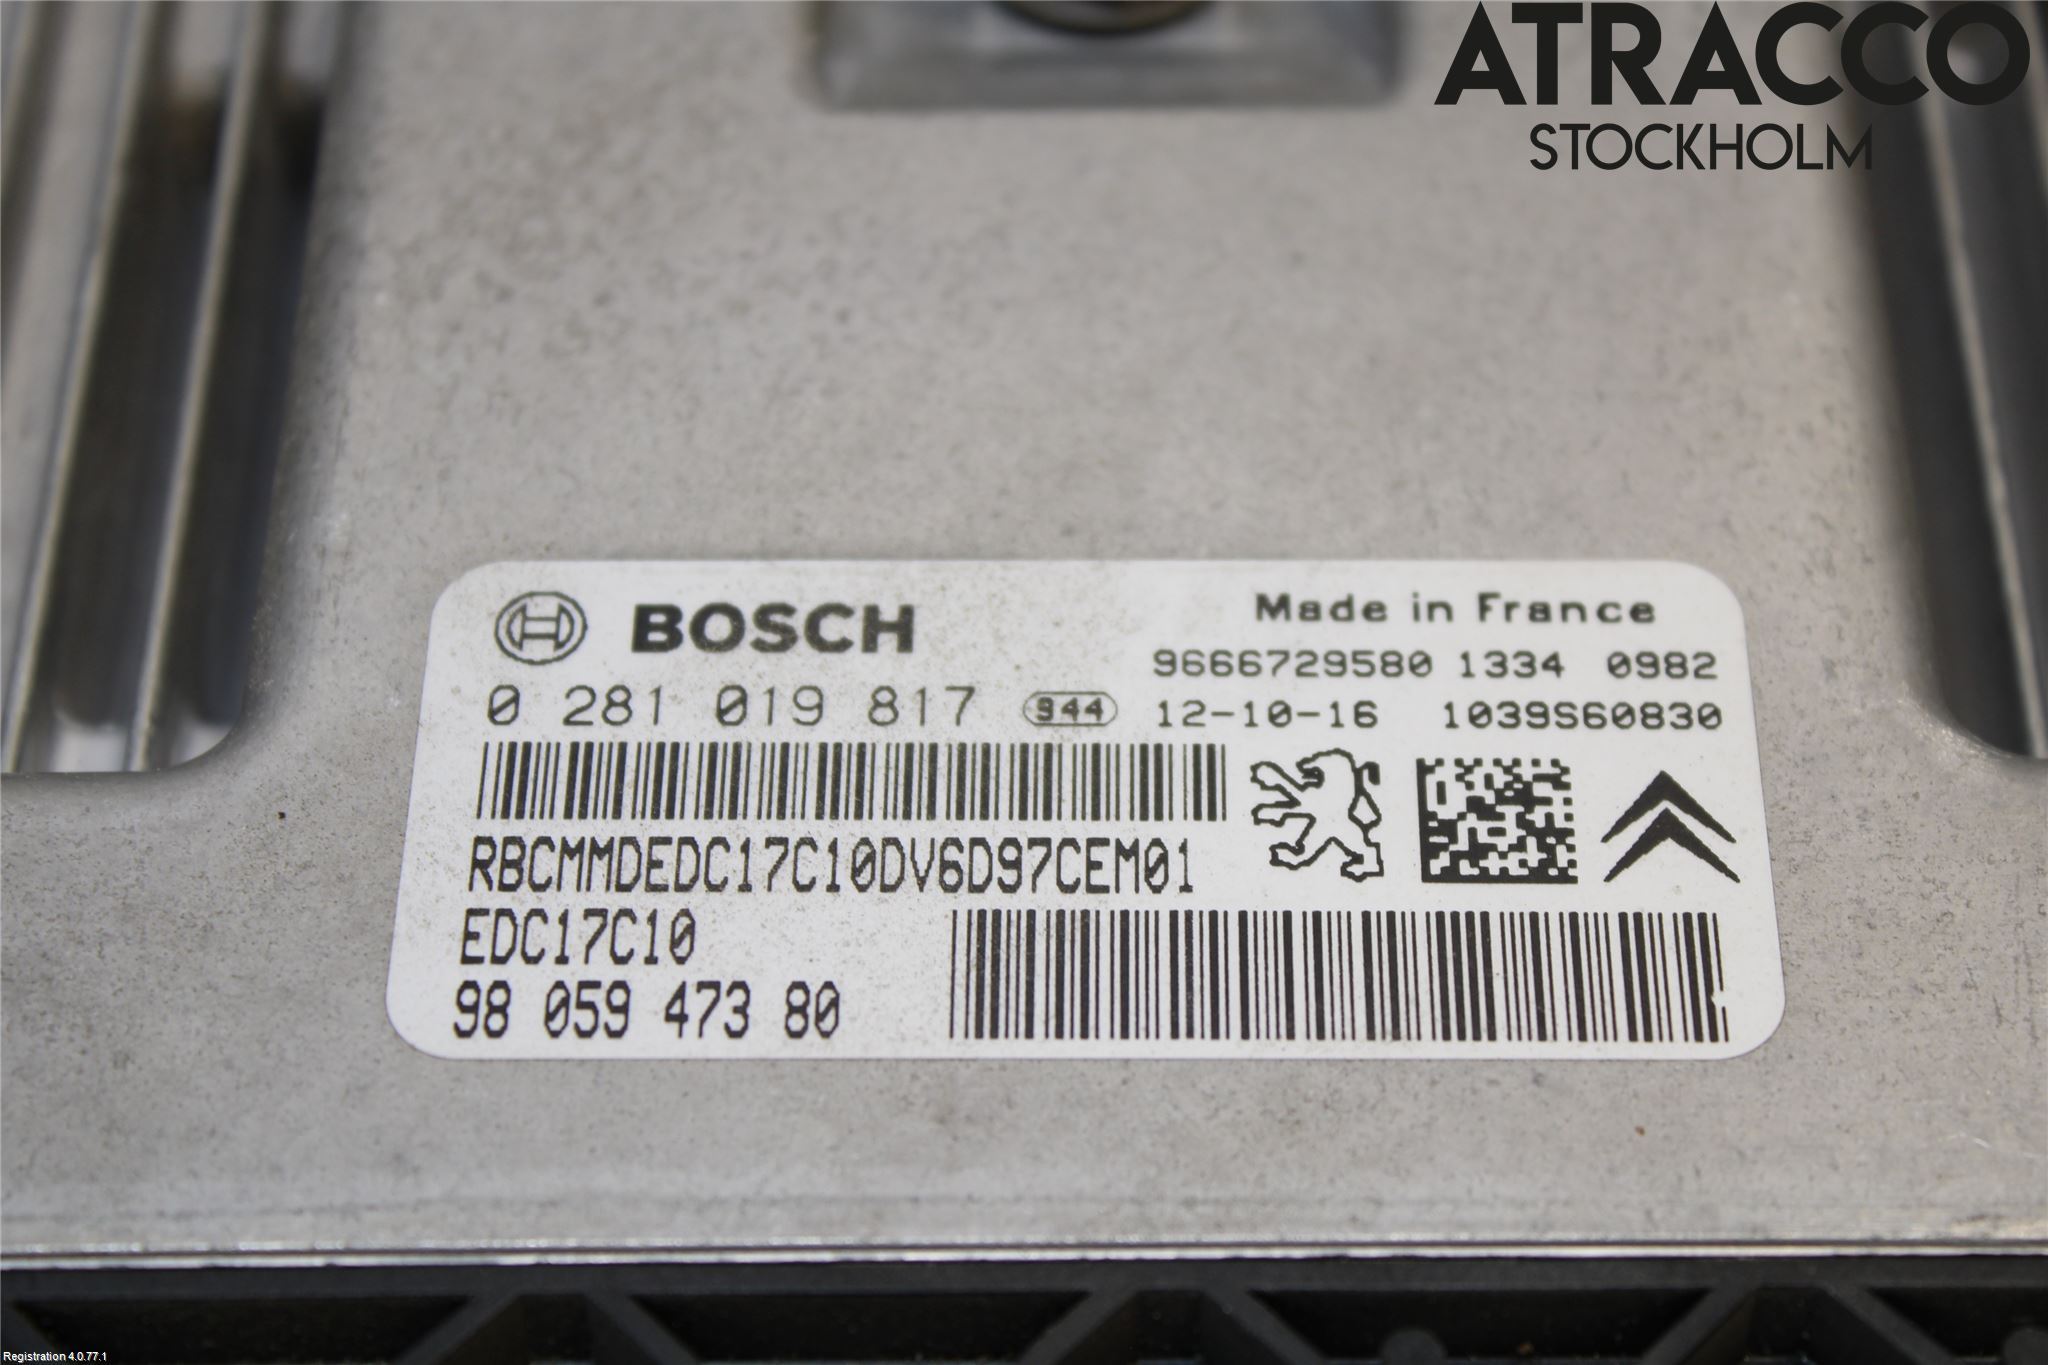 ATRACCO
STOCKHOLM
BOSCH
Made in France
9666729580 1334 0982
0 281 019 817 944 12-10-16 1039S60830
RBCMMDEDC17C10DV6D97CEM01
EDC17C10
98 059 473 80
Registration 4.0.77.1